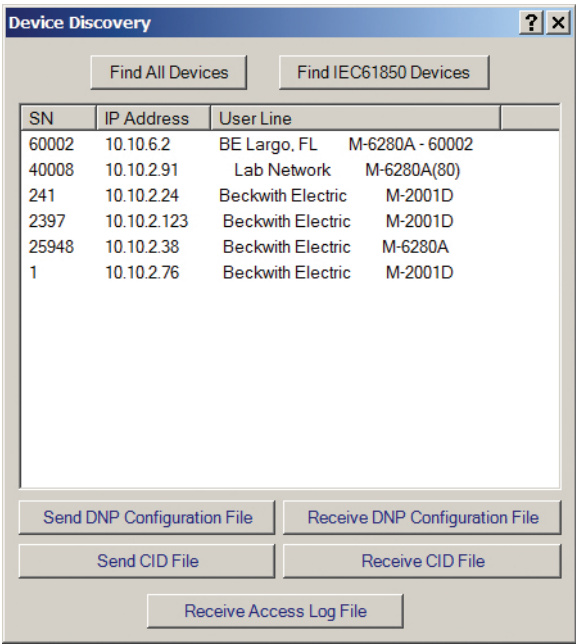 Device Discovery
Find All Devices Find IEC61850 Devices
SN IP Address User Line
60002 10.10.6.2 BE Largo, FL M-6280A - 60002
40008 10.10.2.91 Lab Network M-6280A(80)
241 10.10.2.24 Beckwith Electric M-2001D
2397 10.10.2.123 Beckwith Electric M-2001D
25948 10.10.2.38 Beckwith Electric M-6280A
1 10.10.2.76 Beckwith Electric M-2001D
Send DNP Configuration File Receive DNP Configuration File
Send CID File Receive CID File
Receive Access Log File